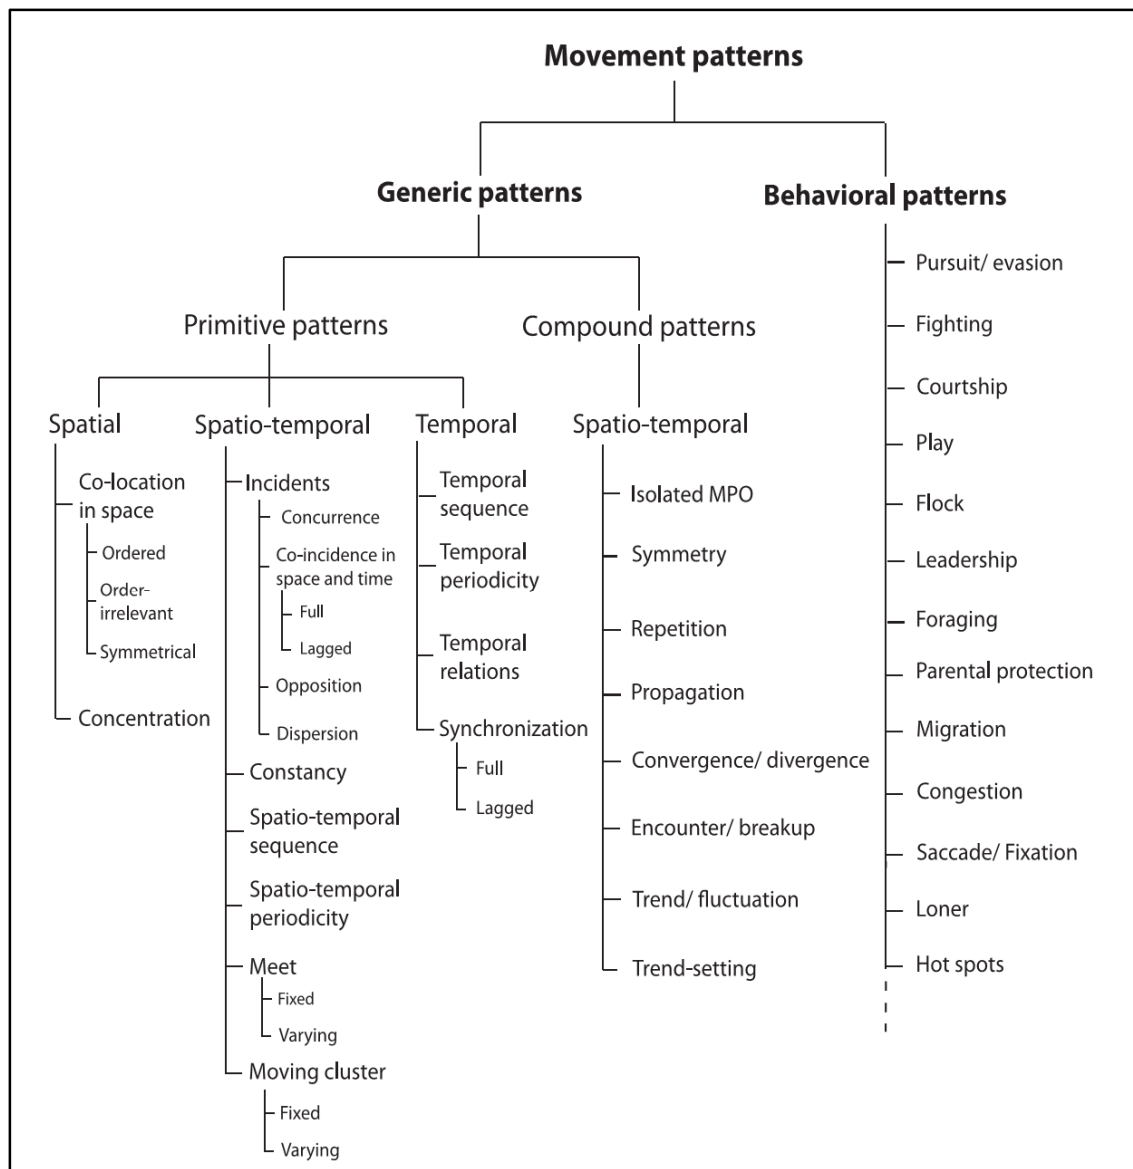 Movement patterns
Generic patterns
Behavioral patterns
Primitive patterns
Compound patterns
Spatial
Co-location
in space
Ordered
Order-
irrelevant
Symmetrical
Concentration
Spatio-temporal
Incidents
Concurrence
Co-incidence in
space and time
Full
Lagged
Opposition
Dispersion
Constancy
Spatio-temporal
sequence
Spatio-temporal
periodicity
Meet
Fixed
Varying
Moving cluster
Fixed
Varying
Temporal
Temporal
sequence
Temporal
periodicity
Temporal
relations
Synchronization
Full
Lagged
Spatio-temporal
Isolated MPO
Symmetry
Repetition
Propagation
Convergence/ divergence
Encounter/ breakup
Trend/ fluctuation
Trend-setting
Pursuit/ evasion
Fighting
Courtship
Play
Flock
Leadership
Foraging
Parental protection
Migration
Congestion
Saccade/ Fixation
Loner
Hot spots